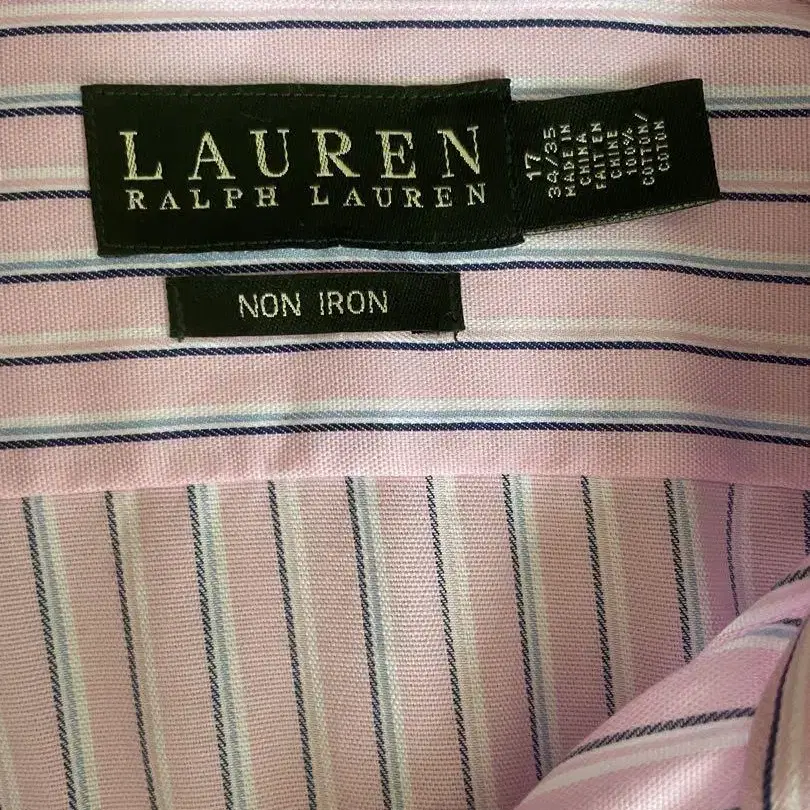 LAUREN
RALPH LAUREN
NON IRON
17
34/35
MADE IN
CHINA
FAIT EN
CHINE
100%
COTTON/
COTON